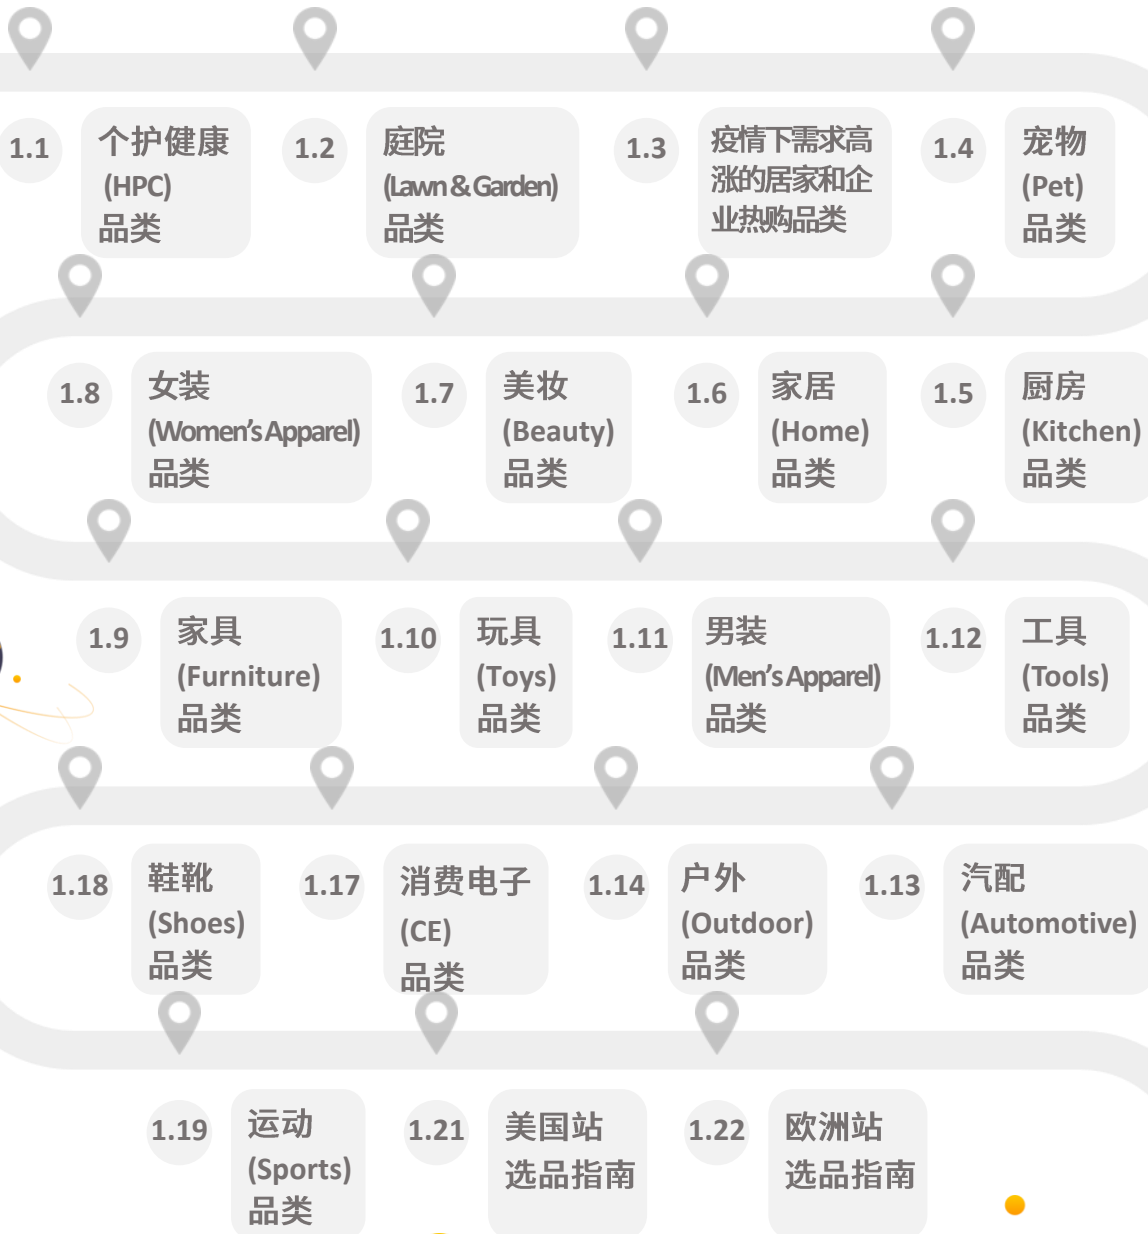 1.1
个护健康
(HPC)
品类
1.2
庭院
(Lawn & Garden)
品类
1.3
疫情下需求高
涨的居家和企
业热购品类
1.4
宠物
(Pet)
品类
1.8
女装
(Women’s Apparel)
品类
1.7
美妆
(Beauty)
品类
1.6
家居
(Home)
品类
1.5
厨房
(Kitchen)
品类
1.9
家具
(Furniture)
品类
1.10
玩具
(Toys)
品类
1.11
男装
(Men’s Apparel)
品类
1.12
工具
(Tools)
品类
1.18
鞋靴
(Shoes)
品类
1.17
消费电子
(CE)
品类
1.14
户外
(Outdoor)
品类
1.13
汽配
(Automotive)
品类
1.19
运动
(Sports)
品类
1.21
美国站
选品指南
1.22
欧洲站
选品指南